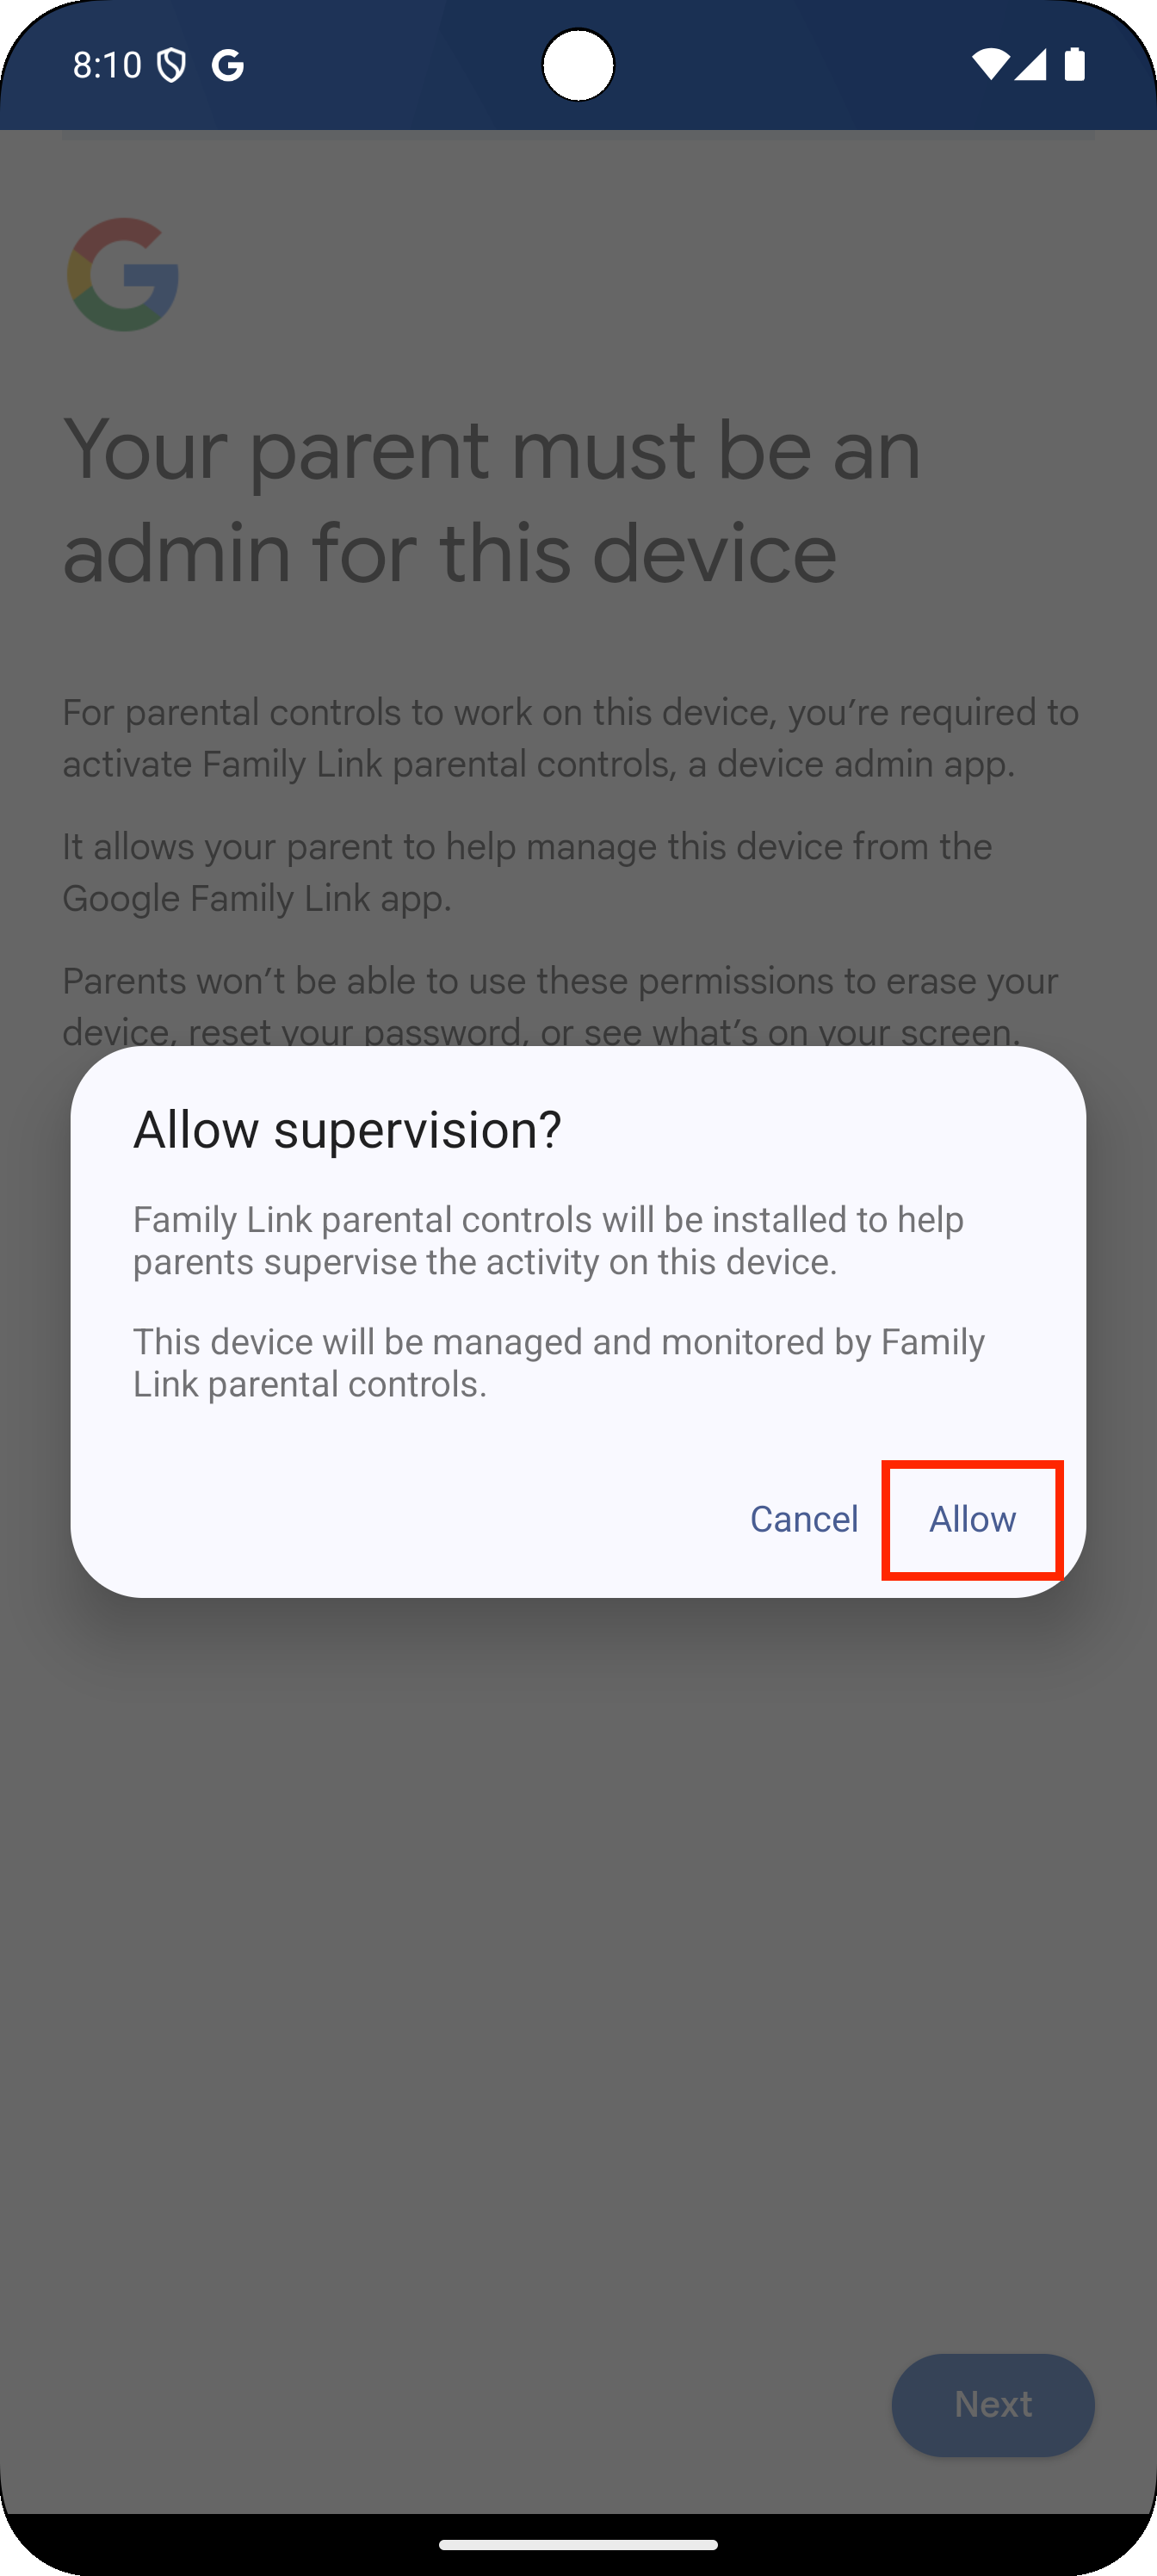 8:10
Your parent must be an
admin for this device
For parental controls to work on this device, you’re required to
activate Family Link parental controls, a device admin app.
It allows your parent to help manage this device from the
Google Family Link app.
Parents won’t be able to use these permissions to erase your
device, reset your password, or see what’s on your screen.
Allow supervision?
Family Link parental controls will be installed to help
parents supervise the activity on this device.
This device will be managed and monitored by Family
Link parental controls.
Cancel Allow
Next